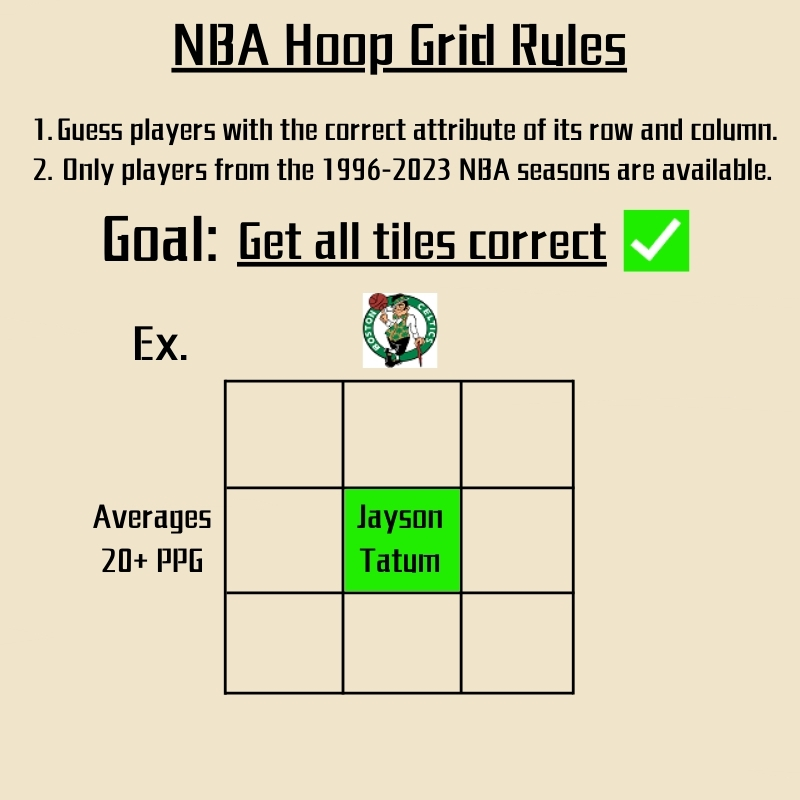 NBA Hoop Grid Rules
1. Guess players with the correct attribute of its row and column.
2. Only players from the 1996-2023 NBA seasons are available.
Goal: Get all tiles correct
BOSTON CELTICS
Ex.
Averages
20+ PPG
Jayson
Tatum